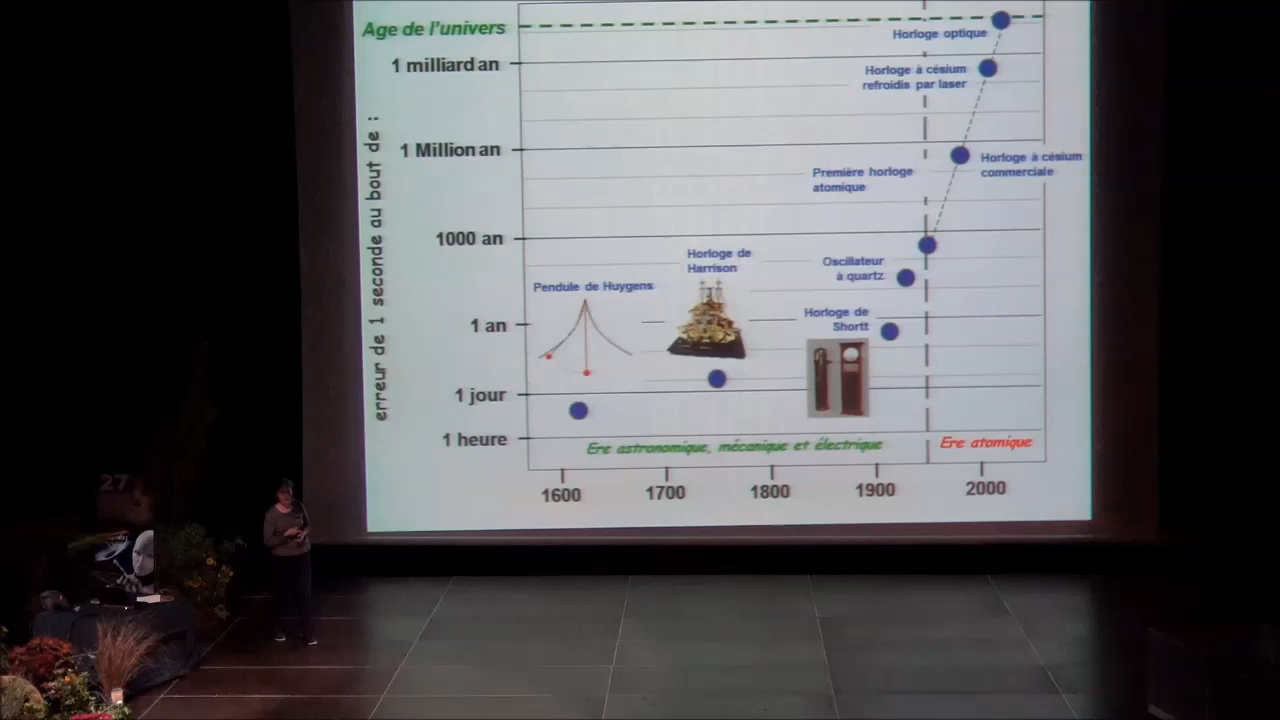 Age de l'univers
1 milliard an
1 Million an
1000 an
1 an
1 jour
1 heure
erreur de 1 seconde au bout de :
Horloge optique
Horloge à césium
refroidis par laser
Horloge à césium
commerciale
Première horloge
atomique
Oscillateur
à quartz
Horloge de
Shortt
Horloge de
Harrison
Pendule de Huygens
Ere astronomique, mécanique et électrique
Ere atomique
1600
1700
1800
1900
2000
27